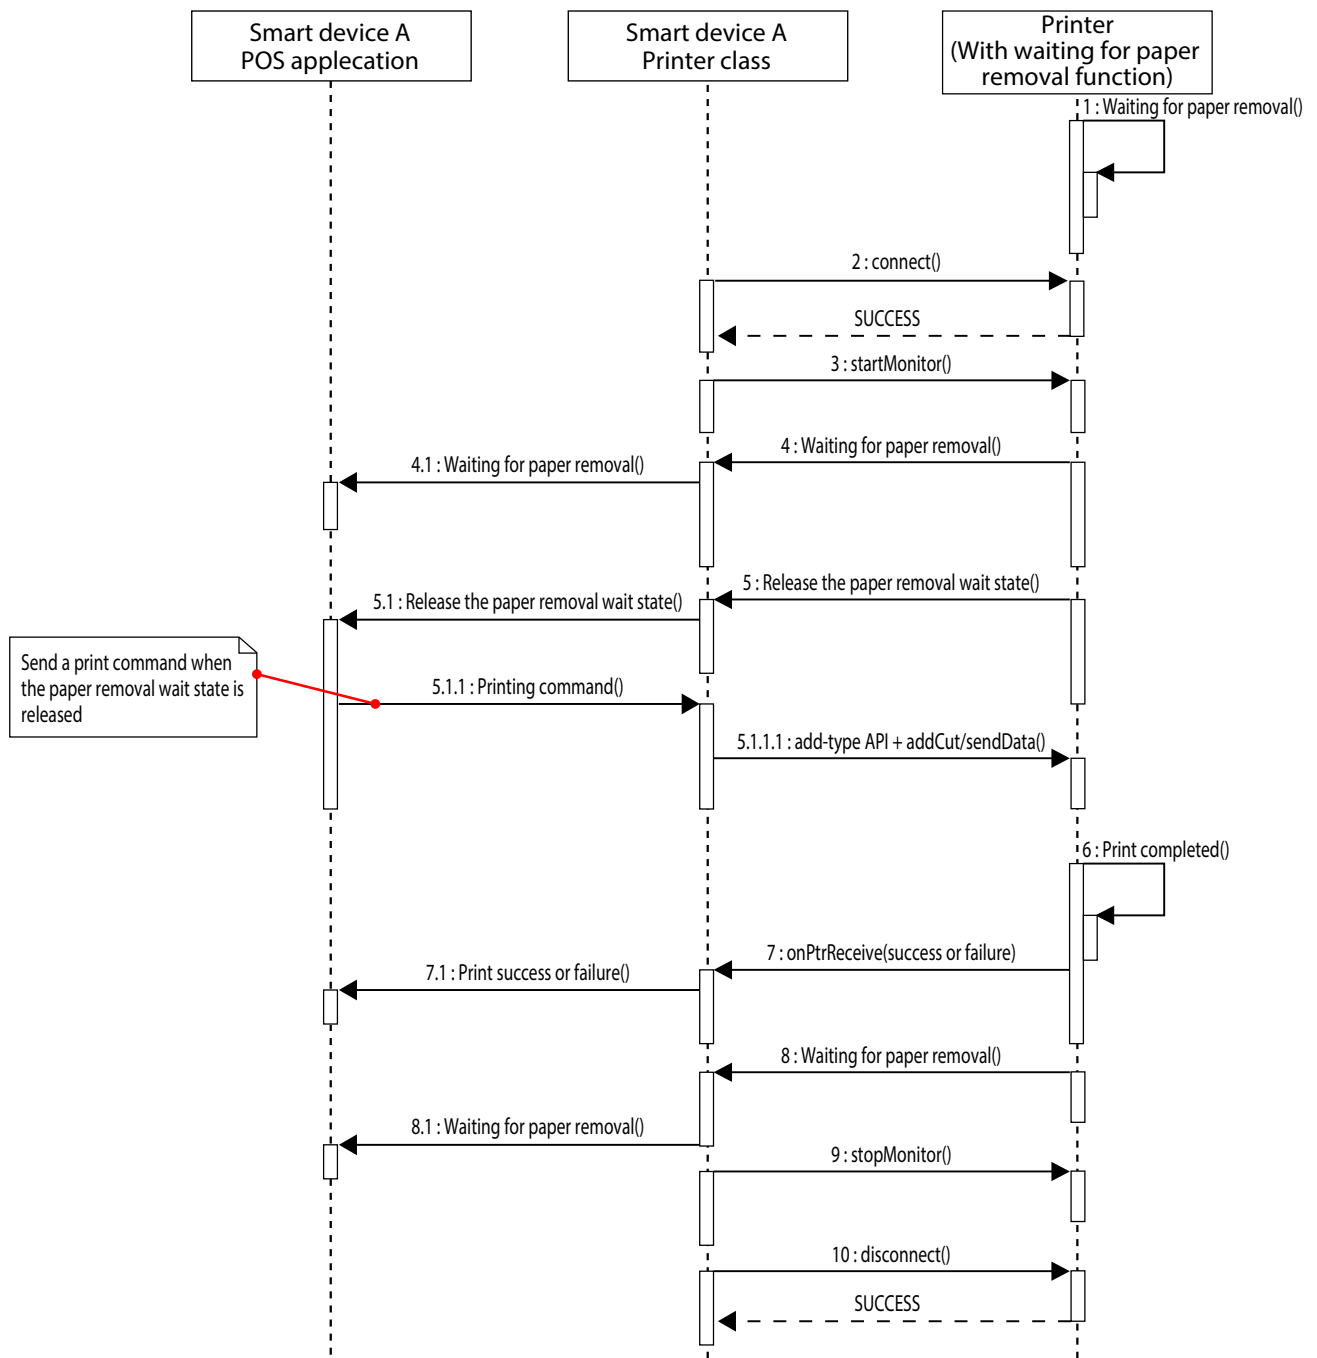 Smart device A
POS applecation
Smart device A
Printer class
Printer
(With waiting for paper
removal function)
1 : Waiting for paper removal()
2 : connect()
SUCCESS
3 : startMonitor()
4 : Waiting for paper removal()
4.1 : Waiting for paper removal()
5 : Release the paper removal wait state()
5.1 : Release the paper removal wait state()
Send a print command when
the paper removal wait state is
released
5.1.1 : Printing command()
5.1.1.1 : add-type API + addCut/sendData()
6 : Print completed()
7 : onPtrReceive(success or failure)
7.1 : Print success or failure()
8 : Waiting for paper removal()
8.1 : Waiting for paper removal()
9 : stopMonitor()
10 : disconnect()
SUCCESS